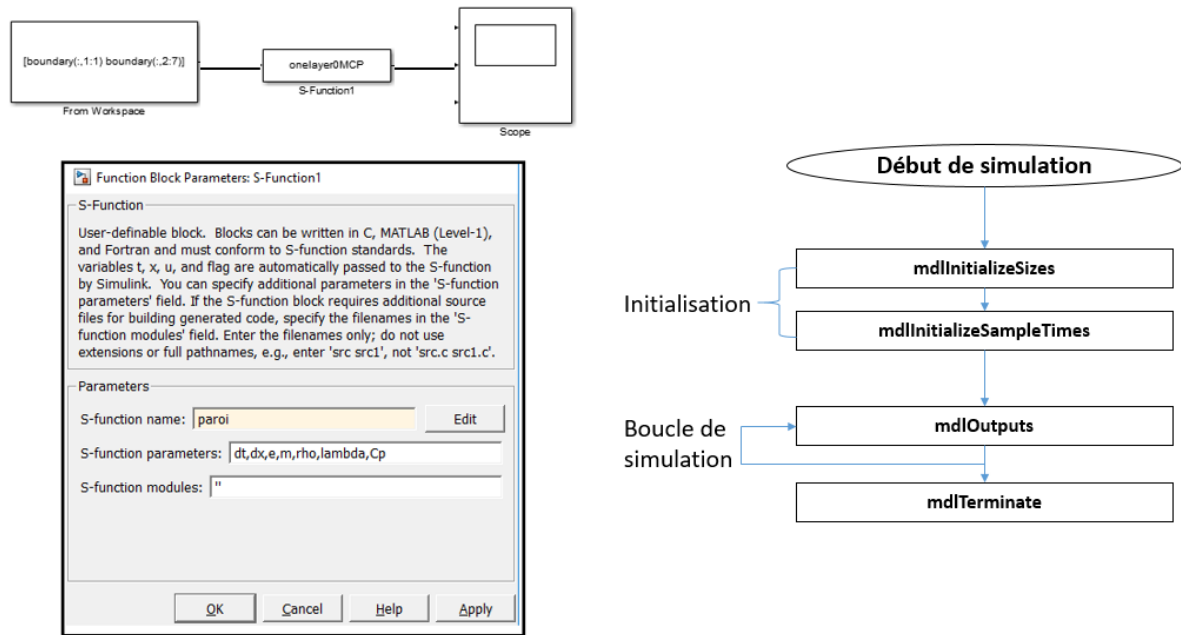 [boundary(:,1:1) boundary(:,2:7)]
From Workspace
onelayer0MCP
S-Function1
Scope
Function Block Parameters: S-Function1
S-Function
User-definable block.  Blocks can be written in C, MATLAB (Level-1),
and Fortran and must conform to S-function standards.  The
variables t, x, u, and flag are automatically passed to the S-function
by Simulink.  You can specify additional parameters in the 'S-function
parameters' field. If the S-function block requires additional source
files for building generated code, specify the filenames in the 'S-
function modules' field. Enter the filenames only; do not use
extensions or full pathnames, e.g., enter 'src src1', not 'src.c src1.c'.
Parameters
S-function name: paroi Edit
S-function parameters: dt,dx,e,m,rho,lambda,Cp
S-function modules: ''
OK Cancel Help Apply
Début de simulation
Initialisation
mdlInitializeSizes
mdlInitializeSampleTimes
Boucle de
simulation
mdlOutputs
mdlTerminate